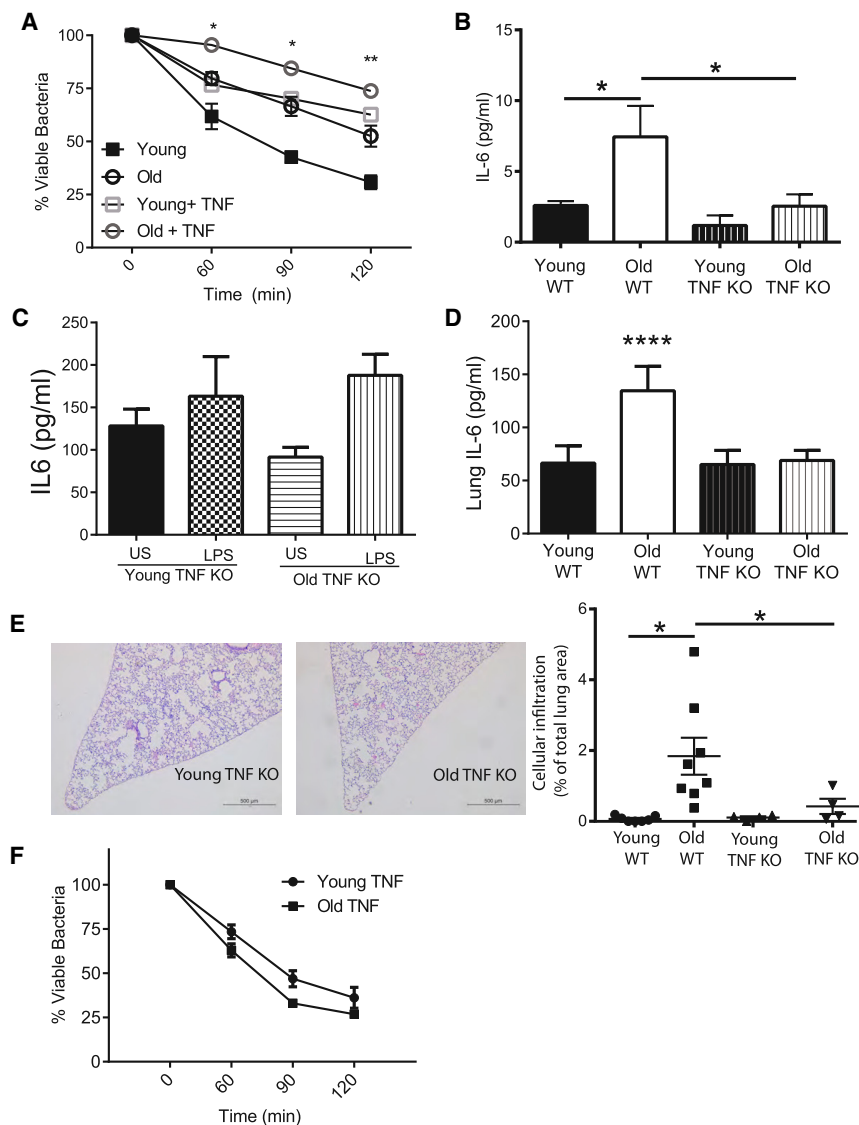 A
100
75
50
25
0
% Viable Bacteria
*
*
**
Young
Old
Young+ TNF
Old + TNF
0
60
90
120
Time (min)
B
15
10
5
0
IL-6 (pg/ml)
*
*
Young WT
Old WT
Young TNF KO
Old TNF KO
C
250
200
150
100
50
0
IL6 (pg/ml)
US
LPS
US
LPS
Young TNF KO
Old TNF KO
D
200
150
100
50
0
Lung IL-6 (pg/ml)
****
Young WT
Old WT
Young TNF KO
Old TNF KO
E
Young TNF KO
500 µm
Old TNF KO
500 µm
6
4
2
0
Cellular infiltration
(% of total lung area)
*
*
Young WT
Old WT
Young TNF KO
Old TNF KO
F
100
75
50
25
0
% Viable Bacteria
Young TNF
Old TNF
0
60
90
120
Time (min)